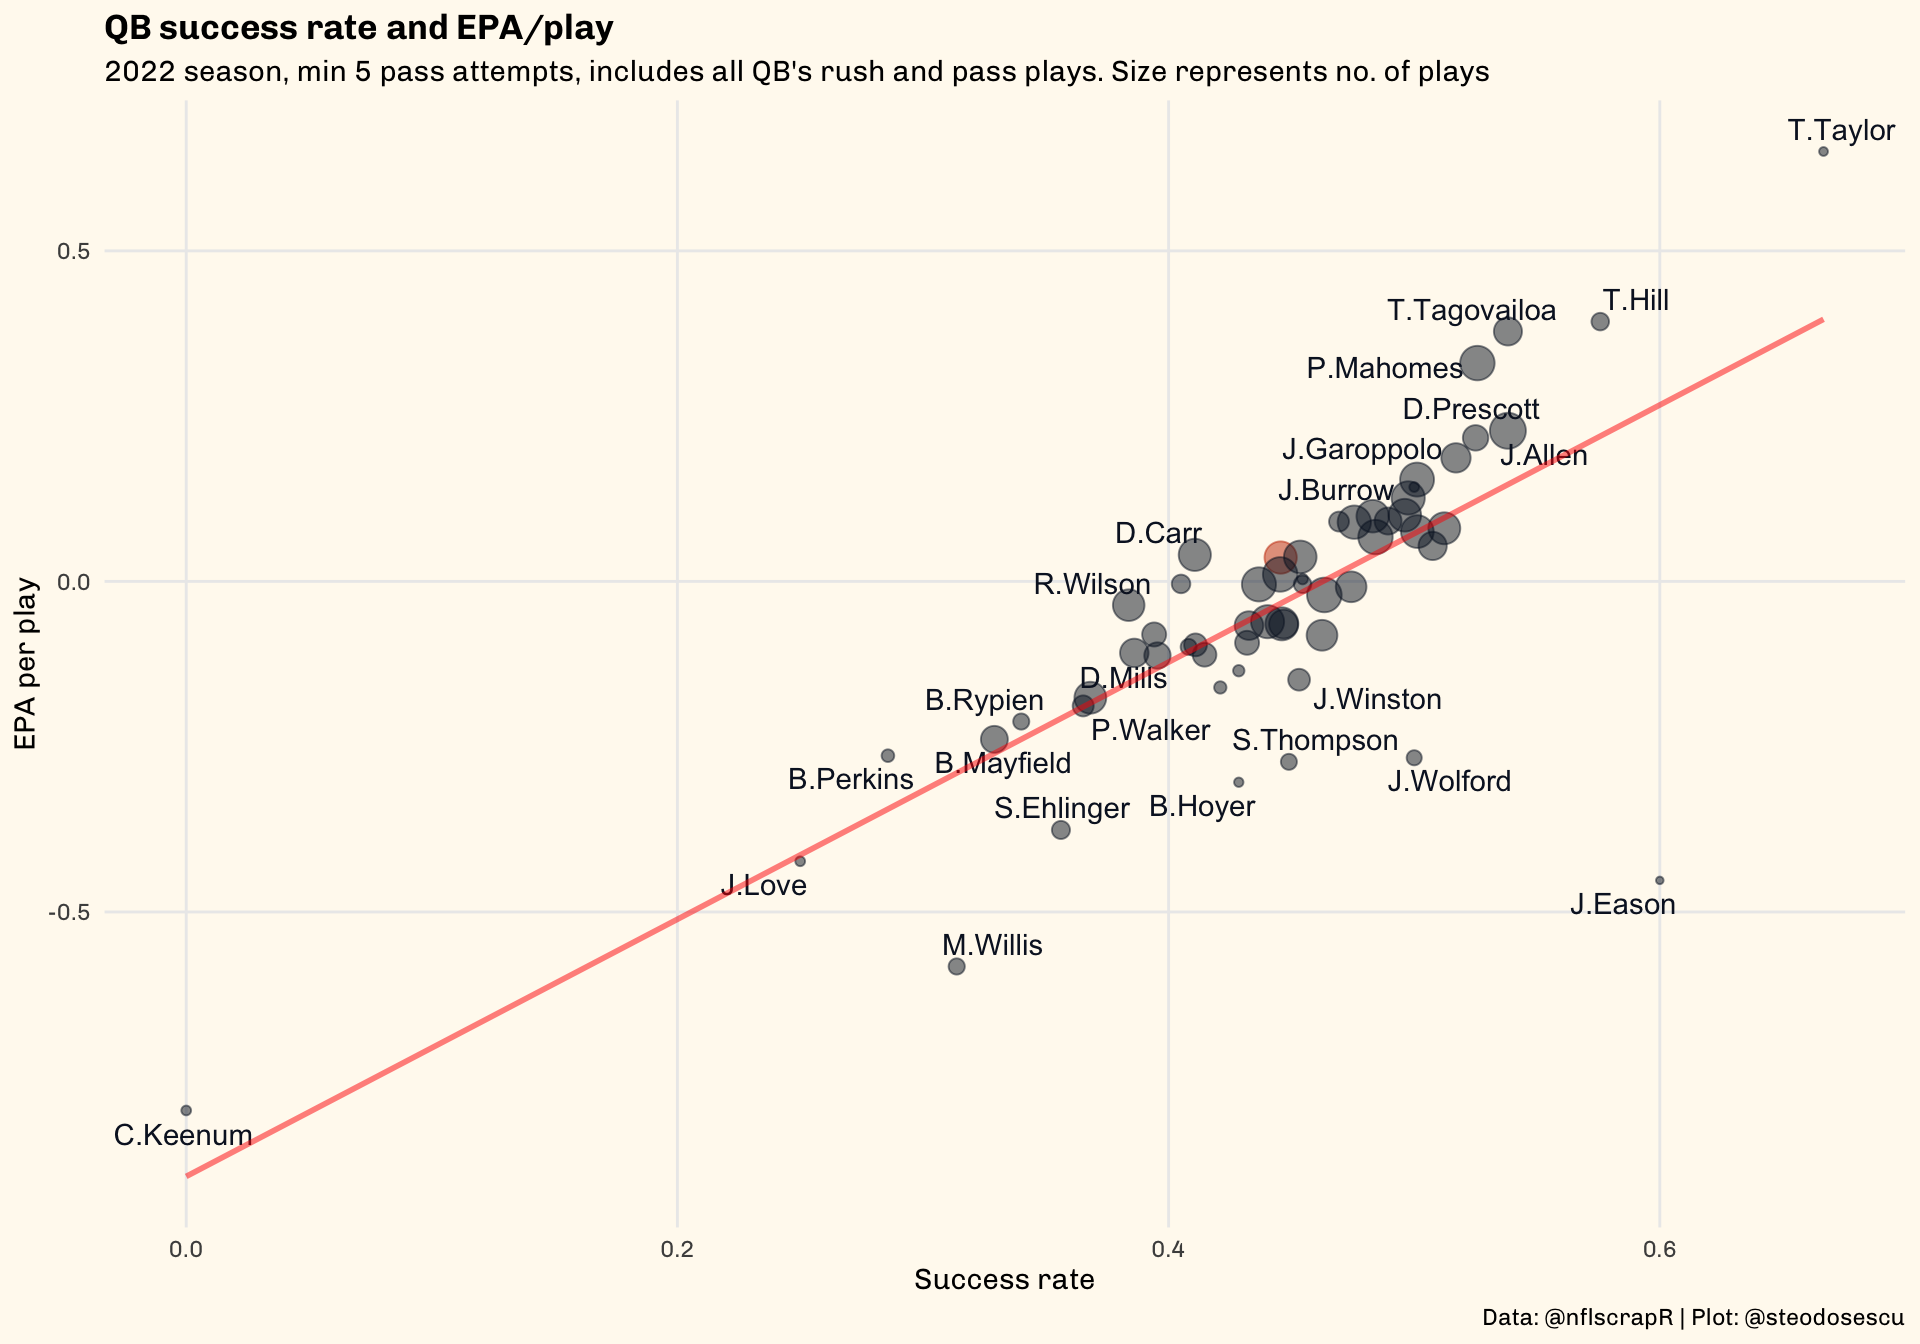 QB success rate and EPA/play
2022 season, min 5 pass attempts, includes all QB's rush and pass plays. Size represents no. of plays
T.Taylor
0.5
T.Hill
T.Tagovailoa
P.Mahomes
D.Prescott
J.Garoppolo
J.Allen
J.Burrow
D.Carr
0.0
R.Wilson
EPA per play
D.Mills
B.Rypien
J.Winston
P.Walker
S.Thompson
B.Mayfield
B.Perkins
J.Wolford
S.Ehlinger
B.Hoyer
J.Love
J.Eason
-0.5
M.Willis
C.Keenum
0.0
0.2
0.4
0.6
Success rate
Data: @nflscrapR | Plot: @steodosescu